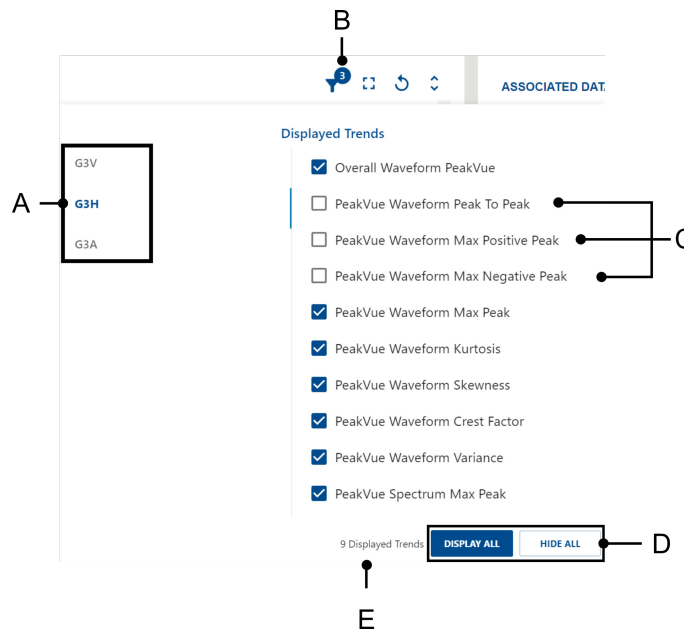 B
3
ASSOCIATED DAT
Displayed Trends
G3V
Overall Waveform PeakVue
A
G3H
PeakVue Waveform Peak To Peak
G3A
PeakVue Waveform Max Positive Peak
C
PeakVue Waveform Max Negative Peak
PeakVue Waveform Max Peak
PeakVue Waveform Kurtosis
PeakVue Waveform Skewness
PeakVue Waveform Crest Factor
PeakVue Waveform Variance
PeakVue Spectrum Max Peak
9 Displayed Trends DISPLAY ALL HIDE ALL
D
E